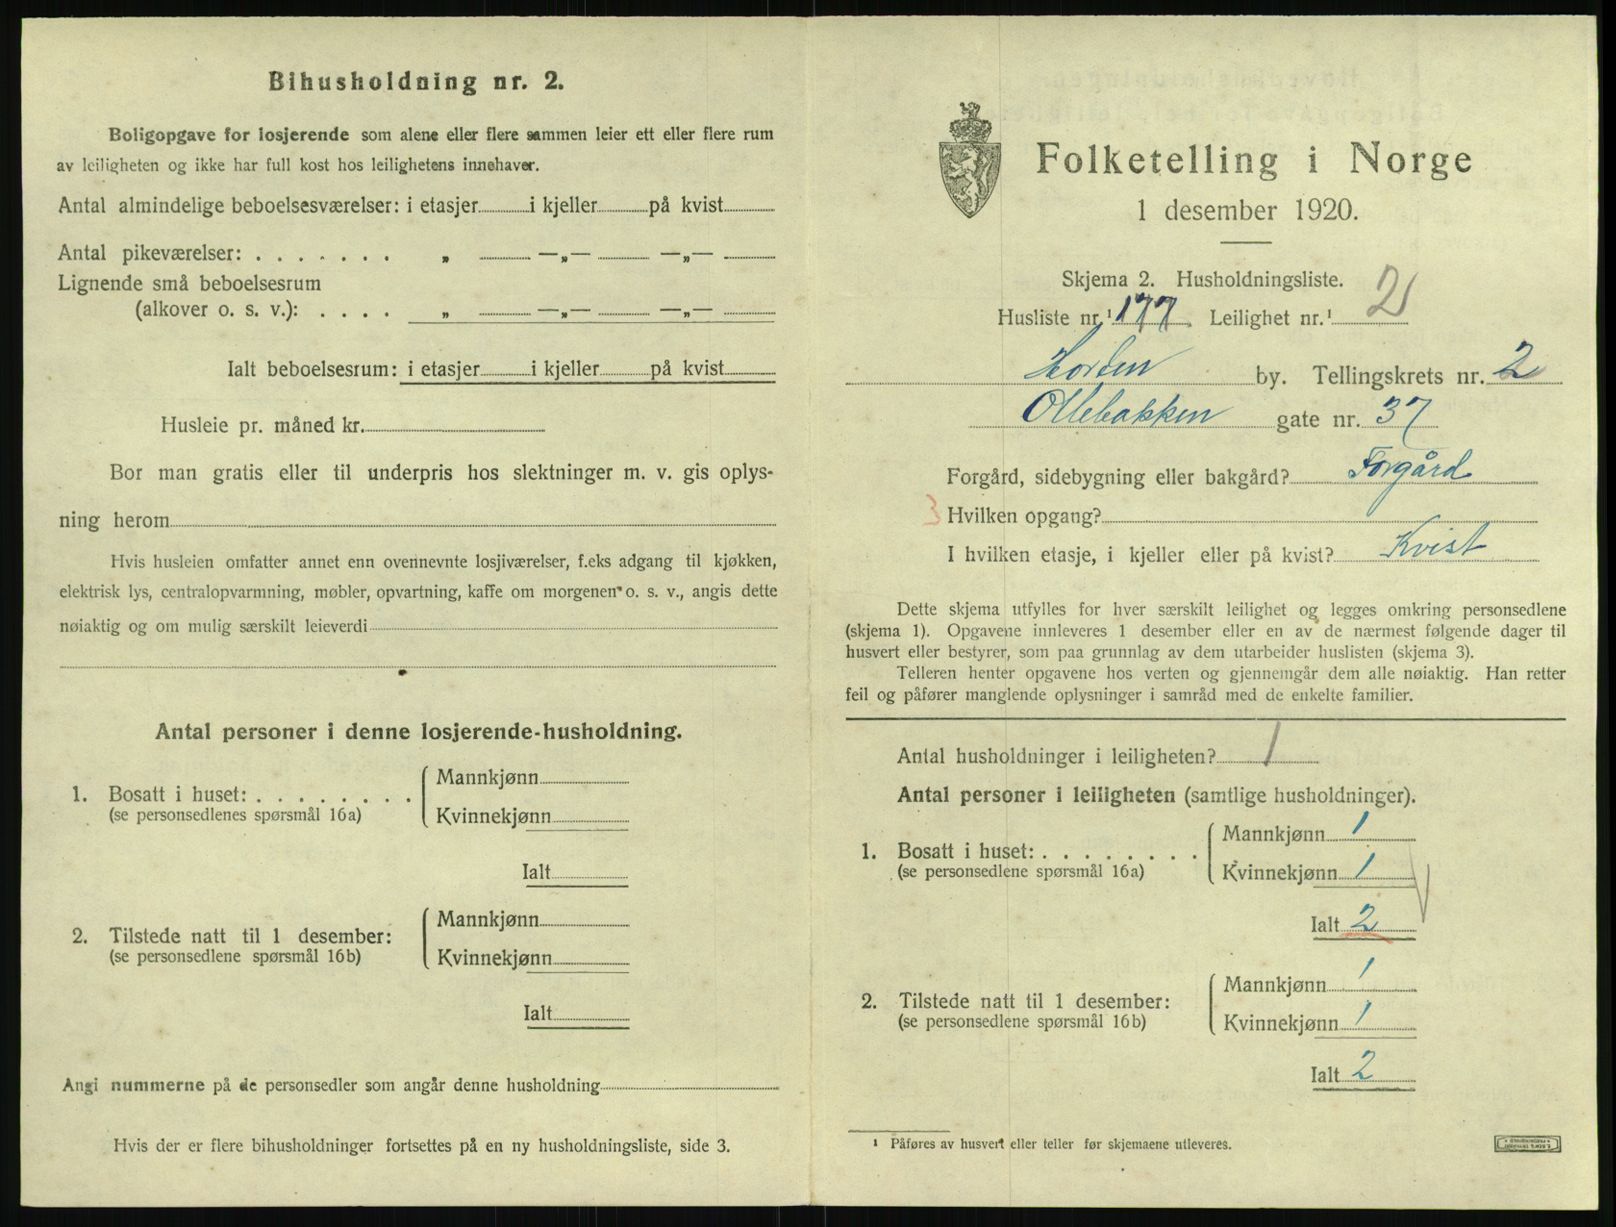 Bihusholdning nr. 2.
Boligopgave for losjerende som alene eller flere sammen leier ett eller flere rum
av leiligheten og ikke har full kost hos leilighetens innehaver.
Antal almindelige beboelsesværelser: i etasjer i kjeller på kvist
Antal pikeværelser: . . . . . . . „ —„— —„—
Lignende små beboelsesrum
(alkover o. s. v.): . . . . „ —„— —„—
Ialt beboelsesrum: i etasjer i kjeller på kvist
Husleie pr. måned kr.
Bor man gratis eller til underpris hos slektninger m. v. gis oplys-
ning herom
Hvis husleien omfatter annet enn ovennevnte losjiværelser, f.eks adgang til kjøkken,
elektrisk lys, centralopvarmning, møbler, opvartning, kaffe om morgenen o. s. v., angis dette
nøiaktig og om mulig særskilt leieverdi
Antal personer i denne losjerende-husholdning.
1. Bosatt i huset: . . . . . . . .
(se personsedlenes spørsmål 16a)
Mannkjønn
Kvinnekjønn
Ialt
2. Tilstede natt til 1 desember:
(se personsedlene spørsmål 16b)
Mannkjønn
Kvinnekjønn
Ialt
Angi nummerne på de personsedler som angår denne husholdning
Hvis der er flere bihusholdninger fortsettes på en ny husholdningsliste, side 3.
Folketelling i Norge
1 desember 1920.
Skjema 2. Husholdningsliste.
Husliste nr.¹ 177. Leilighet nr.¹ 2
Horten by. Tellingskrets nr. 2
Ollebakken gate nr. 37
Forgård, sidebygning eller bakgård? Forgård
3 Hvilken opgang?
I hvilken etasje, i kjeller eller på kvist? Kvist
Dette skjema utfylles for hver særskilt leilighet og legges omkring personsedlene
(skjema 1). Opgavene innleveres 1 desember eller en av de nærmest følgende dager til
husvert eller bestyrer, som paa grunnlag av dem utarbeider huslisten (skjema 3).
Telleren henter opgavene hos verten og gjennemgår dem alle nøiaktig. Han retter
feil og påfører manglende oplysninger i samråd med de enkelte familier.
Antal husholdninger i leiligheten? 1
Antal personer i leiligheten (samtlige husholdninger).
1. Bosatt i huset: . . . . . . . .
(se personsedlene spørsmål 16a)
Mannkjønn 1
Kvinnekjønn 1
Ialt 2
2. Tilstede natt til 1 desember:
(se personsedlene spørsmål 16b)
Mannkjønn 1
Kvinnekjønn 1
Ialt 2
¹ Påføres av husvert eller teller før skjemaene utleveres.